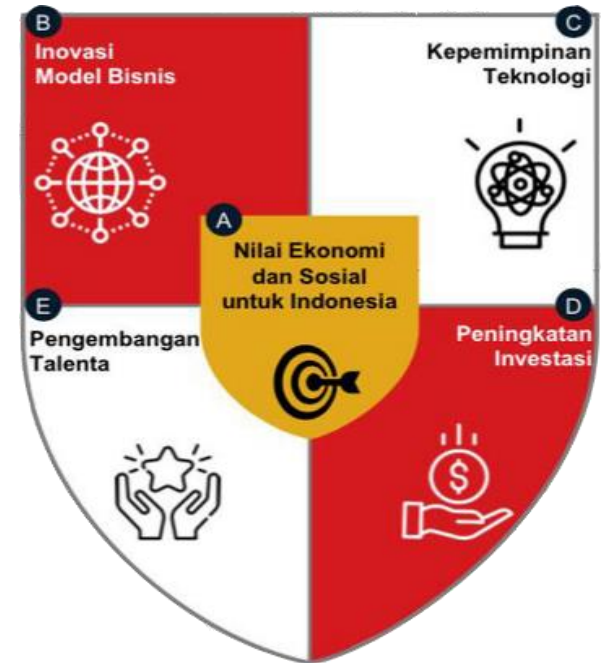 B
Inovasi
Model Bisnis
C
Kepemimpinan
Teknologi
A
Nilai Ekonomi
dan Sosial
untuk Indonesia
E
Pengembangan
Talenta
D
Peningkatan
Investasi
$